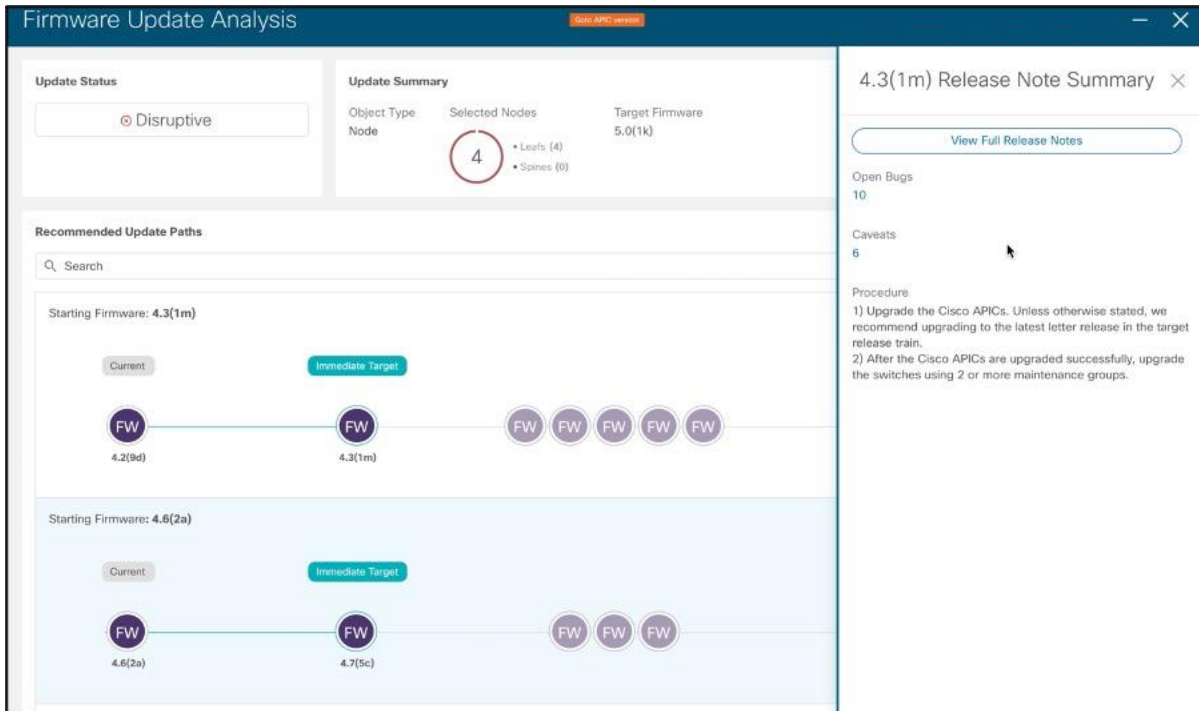 Firmware Update Analysis
Goto APIC version
Update Status
Disruptive
Update Summary
Object Type
Node
Selected Nodes
4
• Leafs (4)
• Spines (0)
Target Firmware
5.0(1k)
Recommended Update Paths
Search
Starting Firmware: 4.3(1m)
Current
Immediate Target
FW
FW
FW FW FW FW FW
4.2(9d)
4.3(1m)
Starting Firmware: 4.6(2a)
Current
Immediate Target
FW
FW
FW FW FW
4.6(2a)
4.7(5c)
4.3(1m) Release Note Summary
View Full Release Notes
Open Bugs
10
Caveats
6
Procedure
1) Upgrade the Cisco APICs. Unless otherwise stated, we
recommend upgrading to the latest letter release in the target
release train.
2) After the Cisco APICs are upgraded successfully, upgrade
the switches using 2 or more maintenance groups.